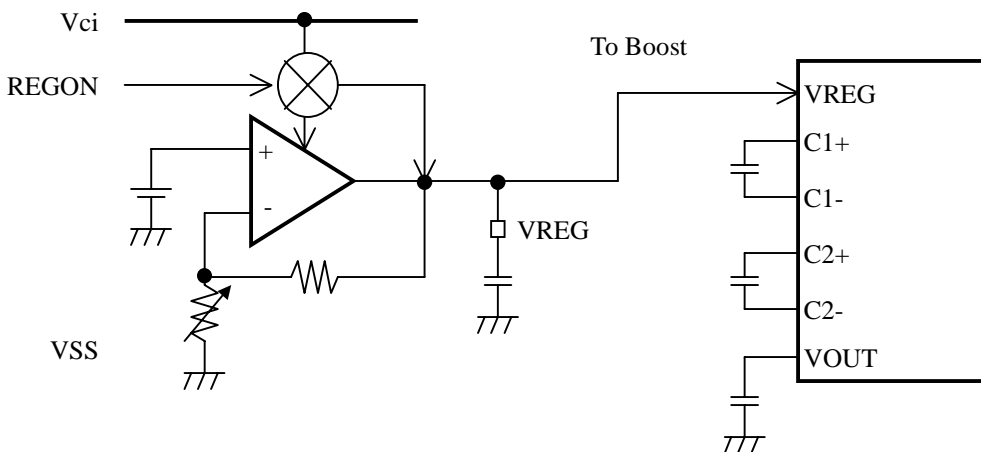 Vci
To Boost
REGON
VREG
+
C1+
-
C1-
VREG
C2+
C2-
VSS
VOUT